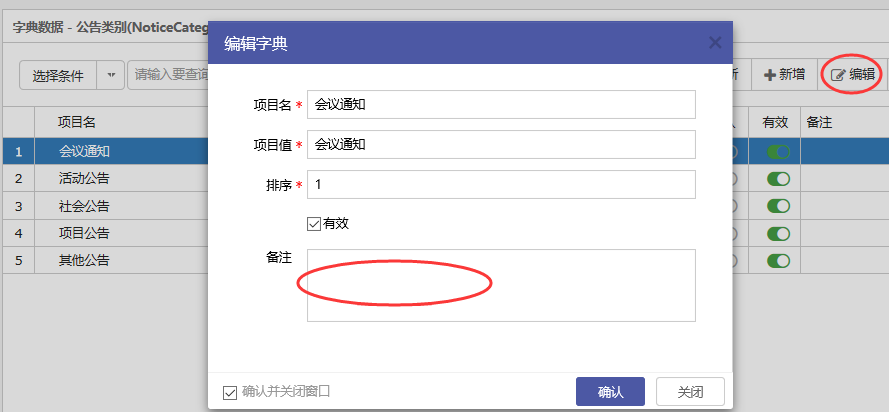 字典数据 - 公告类别(NoticeCateg
编辑字典
选择条件
请输入要查询
新
新增
编辑
项目名
有效
备注
1 会议通知
2 活动公告
3 社会公告
4 项目公告
5 其他公告
项目名 * 会议通知
项目值 * 会议通知
排序 * 1
有效
备注
确认并关闭窗口
确认
关闭